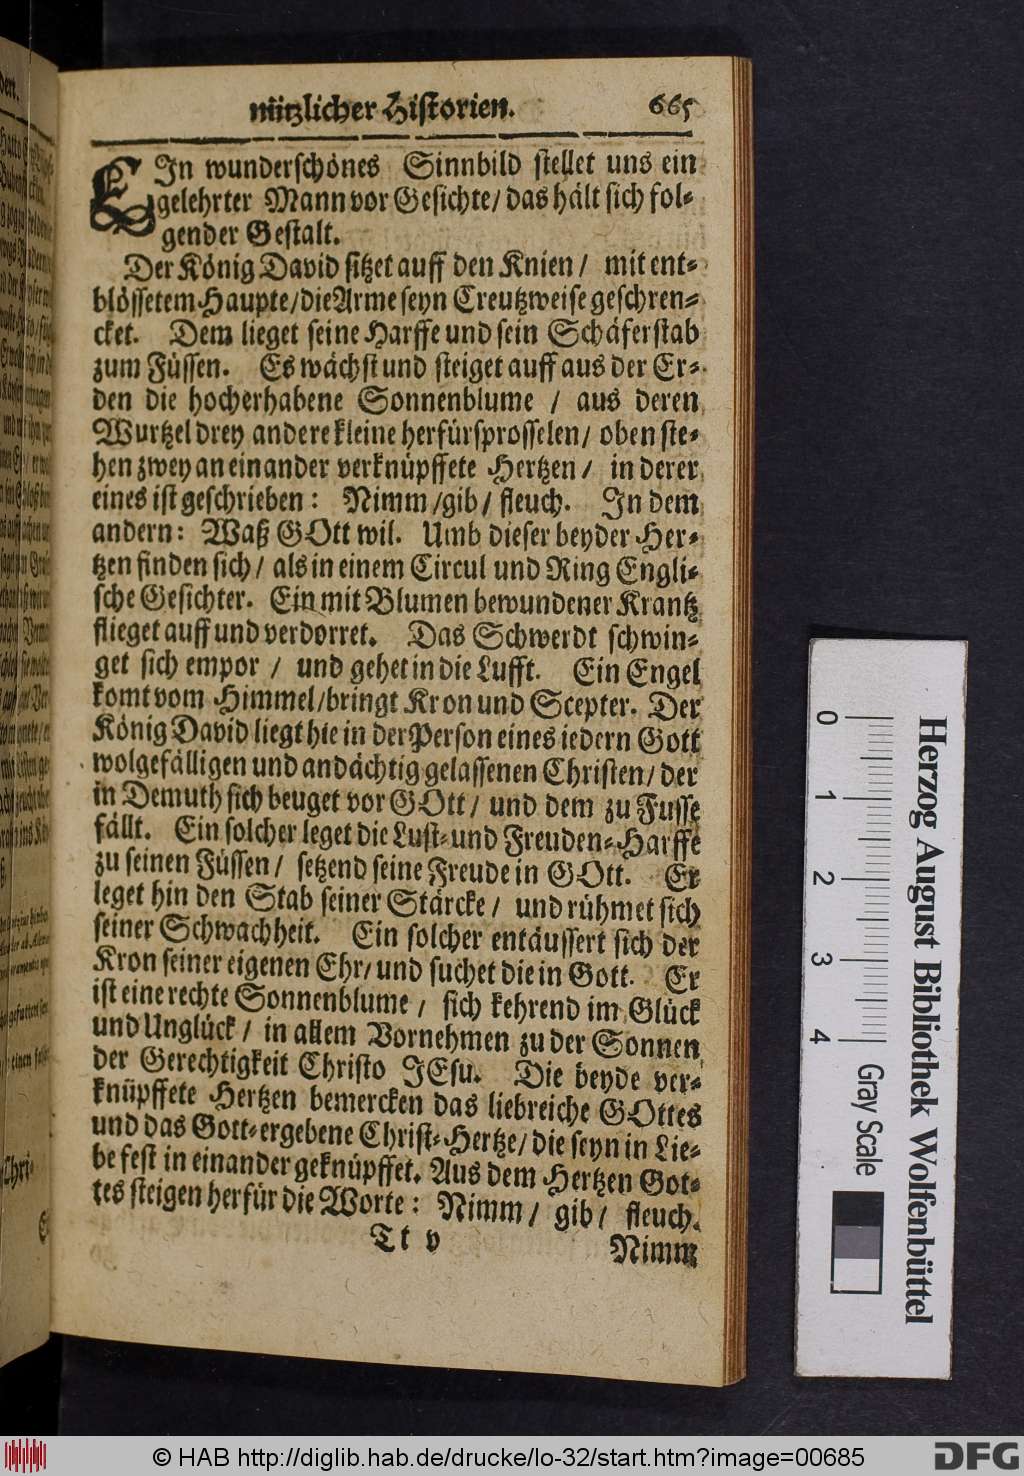 nützlicher Historien. 665
EIn wunderschönes Sinnbild stellet uns ein
gelehrter Mann vor Gesichte/ das hält sich fol-
gender Gestalt.
Der König David sitzet auff den Knien/ mit ent-
blössetem Haupte/die Arme seyn Creutzweise geschren-
cket. Dem lieget seine Harffe und sein Schäferstab
zum Füssen. Es wächst und steiget auff aus der Er-
den die hocherhabene Sonnenblume / aus deren
Wurtzel drey andere kleine herfürsprosselen/ oben ste-
hen zwey an einander verknüpffete Hertzen/ in derer
eines ist geschrieben: Nimm/gib/ fleuch. In dem
andern: Waß GOtt wil. Umb dieser beyder Her-
tzen finden sich/ als in einem Circul und Ring Engli-
sche Gesichter. Ein mit Blumen bewundener Krantz
flieget auff und verdorret. Das Schwerdt schwin-
get sich empor / und gehet in die Lufft. Ein Engel
komt vom Himmel/bringt Kron und Scepter. Der
König David liegt hie in der Person eines iedern Gott
wolgefälligen und andächtig gelassenen Christen/ der
in Demuth sich beuget vor GOtt/ und dem zu Fusse
fällt. Ein solcher leget die Lust- und Freuden-Harffe
zu seinen Füssen/ setzend seine Freude in GOtt. Er
leget hin den Stab seiner Stärcke/ und rühmet sich
seiner Schwachheit. Ein solcher entäussert sich der
Kron seiner eigenen Ehr/ und suchet die in Gott. Er
ist eine rechte Sonnenblume/ sich kehrend im Glück
und Unglück/ in allem Vornehmen zu der Sonnen
der Gerechtigkeit Christo JEsu. Die beyde ver-
knüpffete Hertzen bemercken das liebreiche GOttes
und das Gott-ergebene Christ-Hertze/ die seyn in Lie-
be fest in einander geknüpffet. Aus dem Hertzen Got-
tes steigen herfür die Worte: Nimm/ gib/ fleuch.
Tt v Nimm
0 1 2 3 4
Gray Scale
Herzog August Bibliothek Wolfenbüttel
© HAB http://diglib.hab.de/drucke/lo-32/start.htm?image=00685
DFG